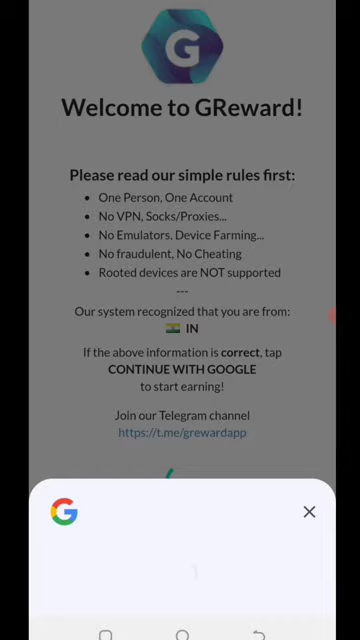 G
Welcome to GReward!
Please read our simple rules first:
• One Person, One Account
• No VPN, Socks/Proxies...
• No Emulators, Device Farming...
• No fraudulent, No Cheating
• Rooted devices are NOT supported
---
Our system recognized that you are from:
IN
If the above information is correct, tap
CONTINUE WITH GOOGLE
to start earning!
Join our Telegram channel
https://t.me/grewardapp
G